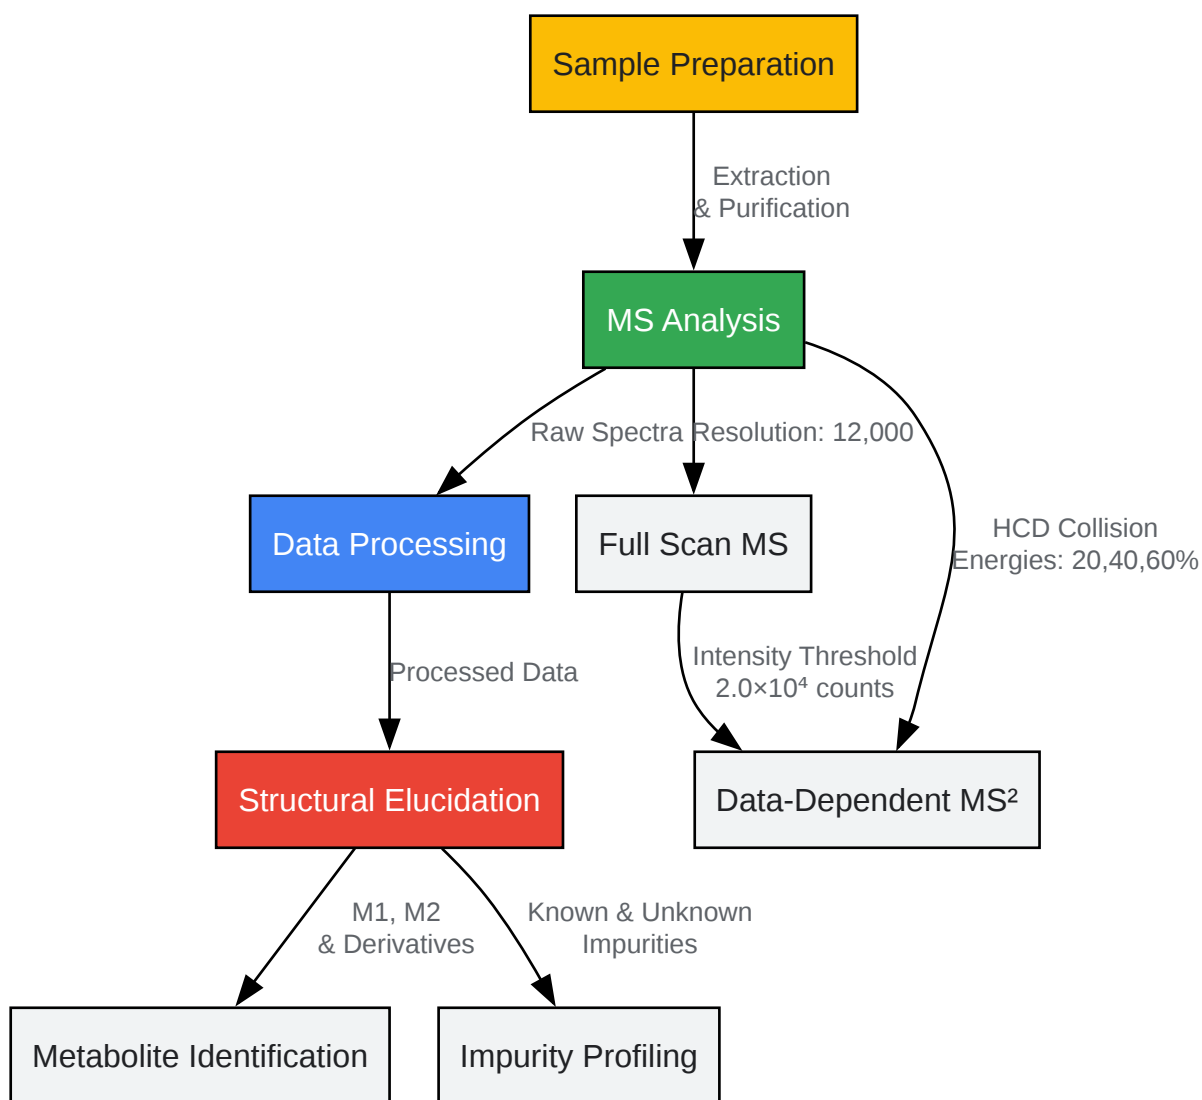 Sample Preparation
Extraction
& Purification
MS Analysis
Raw Spectra
Resolution: 12,000
Data Processing
Full Scan MS
HCD Collision
Energies: 20,40,60%
Processed Data
Intensity Threshold
2.0×10⁴ counts
Structural Elucidation
Data-Dependent MS²
M1, M2
& Derivatives
Known & Unknown
Impurities
Metabolite Identification
Impurity Profiling